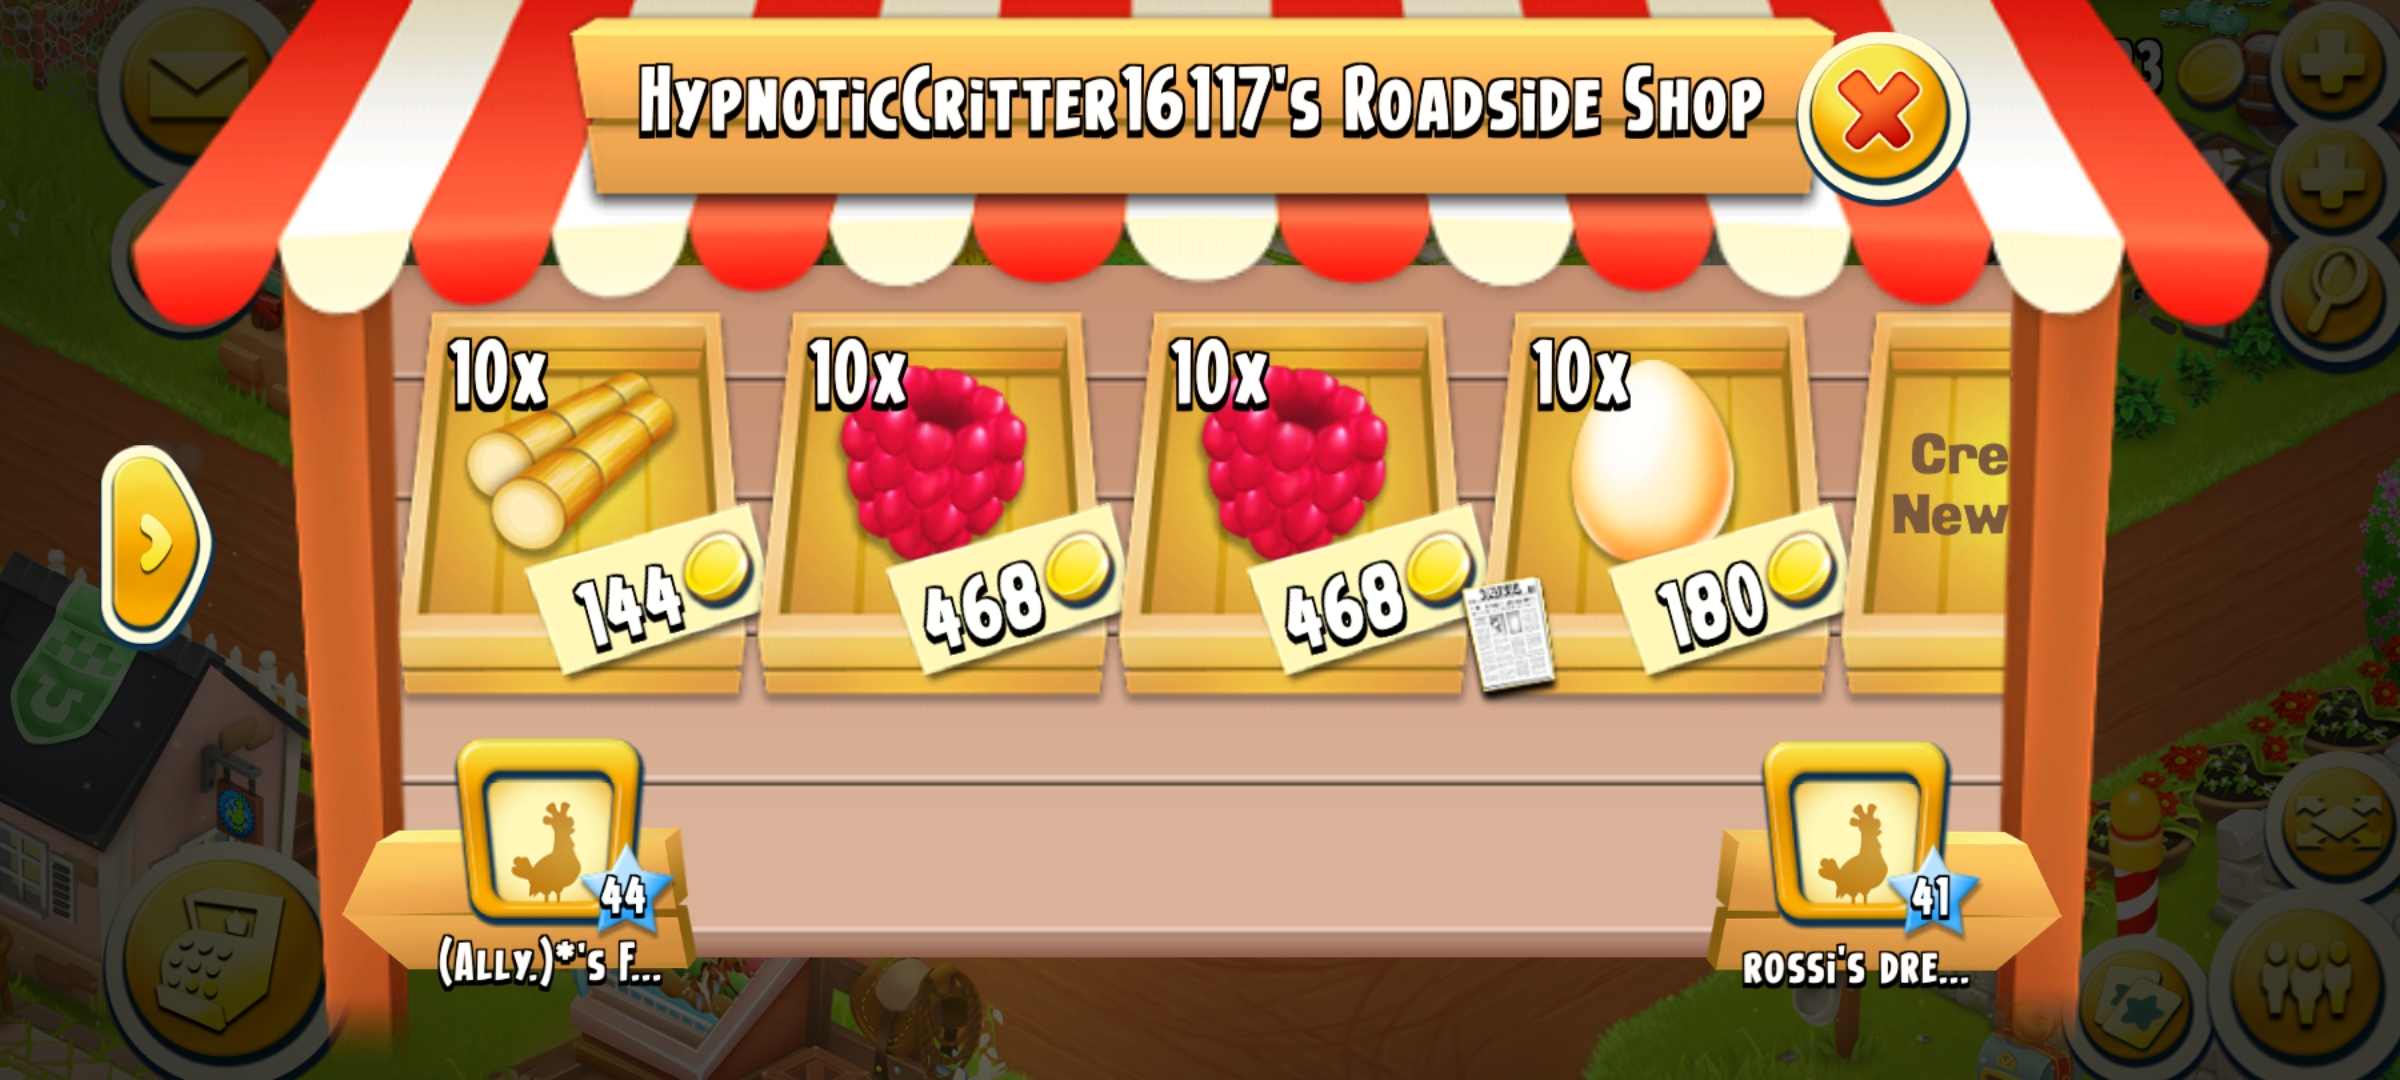 HypnoticCritter16117's Roadside Shop
10x
10x
10x
10x
144
468
468
180
Cre
New
44
41
(Ally.)*'s F...
ROSSi'S DRE...